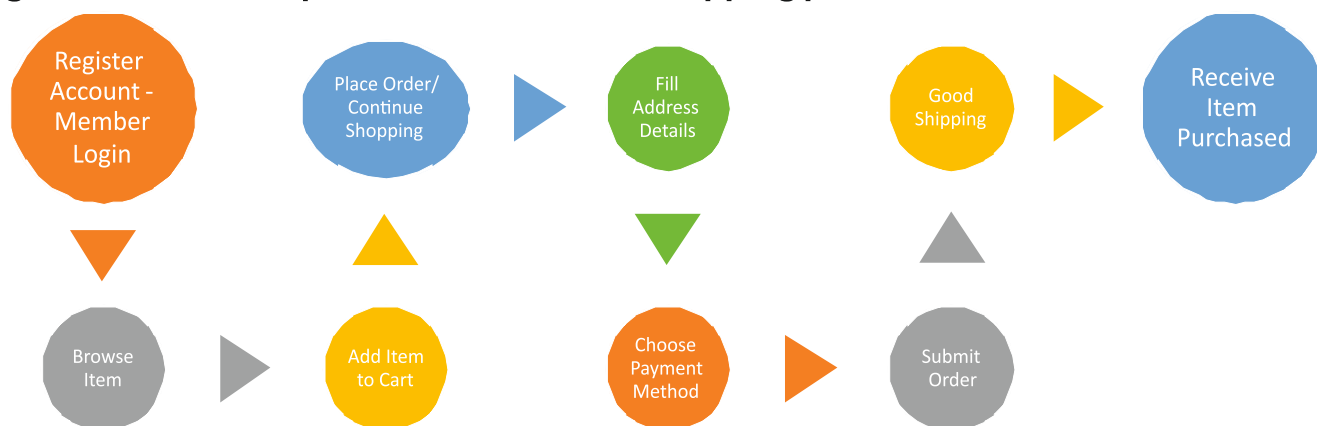 Register
Account -
Member
Login
Browse
Item
Add Item
to Cart
Place Order/
Continue
Shopping
Fill
Address
Details
Choose
Payment
Method
Submit
Order
Good
Shipping
Receive
Item
Purchased